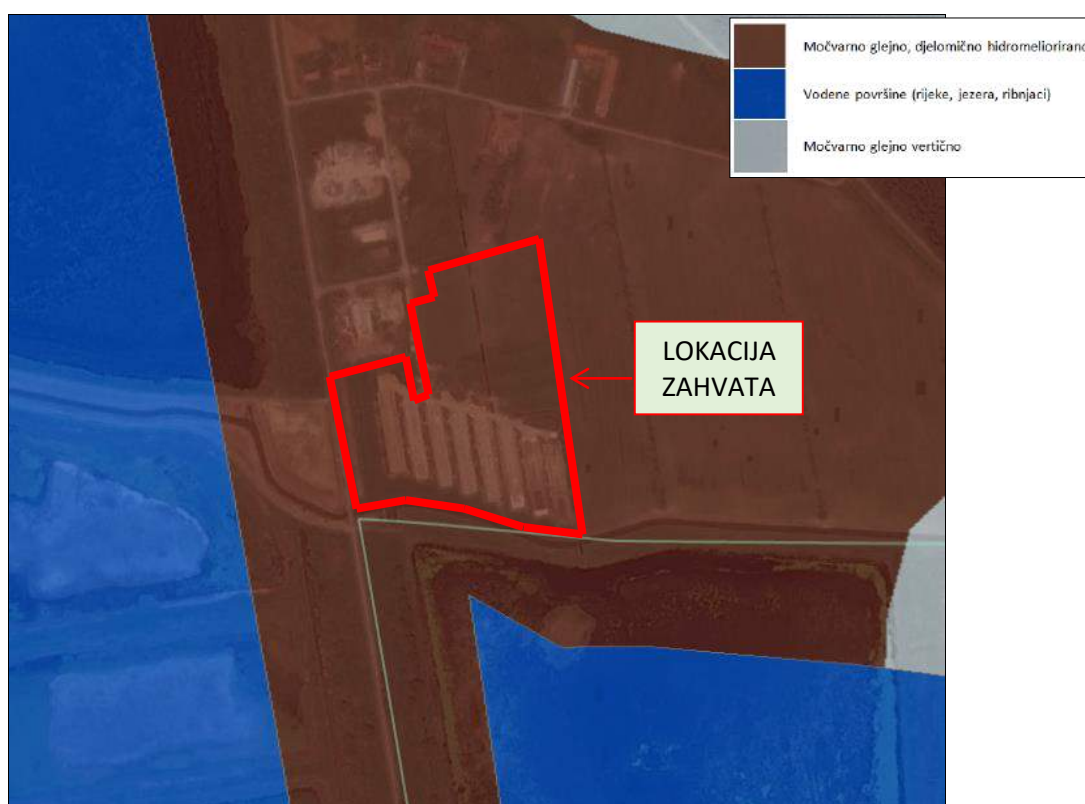 Močvarno glejno, djelomično hidromeliorirano
Vodene površine (rijeke, jezera, ribnjaci)
Močvarno glejno vertično
LOKACIJA
ZAHVATA